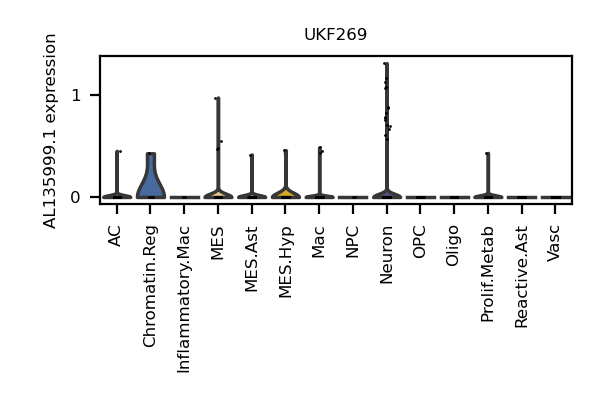 UKF269
AL135999.1 expression
1
0
AC
Chromatin.Reg
Inflammatory.Mac
MES
MES.Ast
MES.Hyp
Mac
NPC
Neuron
OPC
Oligo
Prolif.Metab
Reactive.Ast
Vasc